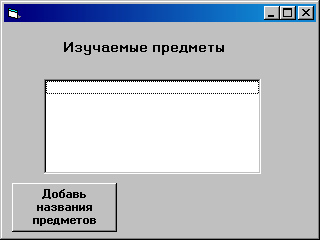 Изучаемые предметы
Добавь
названия
предметов